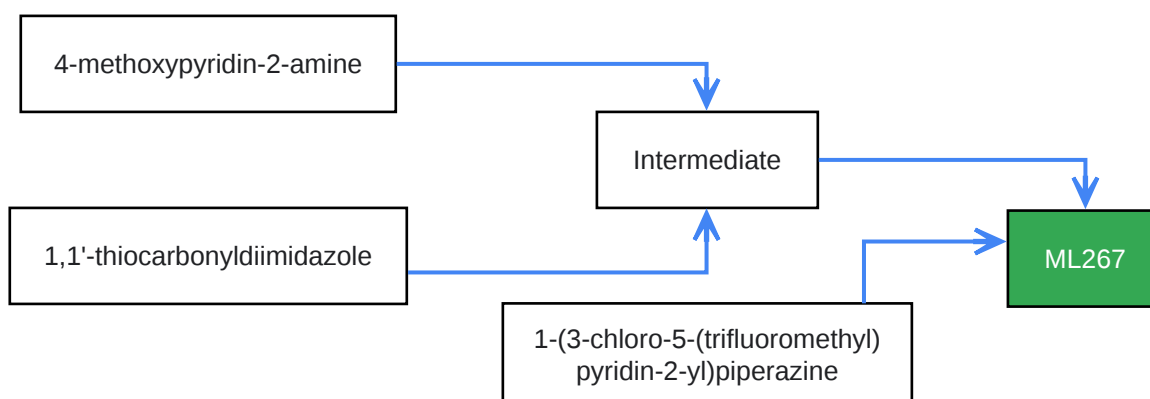 4-methoxypyridin-2-amine
Intermediate
1,1'-thiocarbonyldiimidazole
ML267
1-(3-chloro-5-(trifluoromethyl)
pyridin-2-yl)piperazine